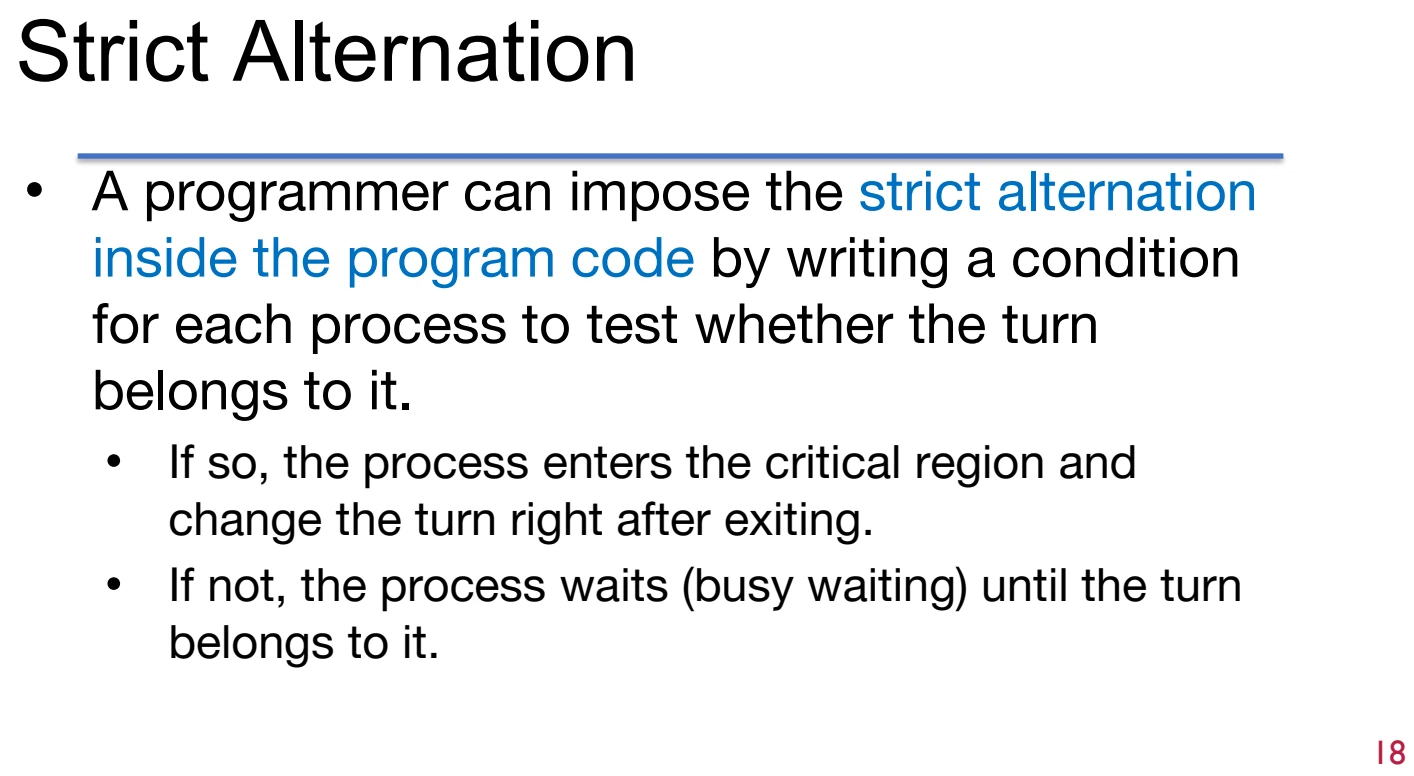 Strict Alternation
• A programmer can impose the strict alternation
inside the program code by writing a condition
for each process to test whether the turn
belongs to it.
• If so, the process enters the critical region and
change the turn right after exiting.
• If not, the process waits (busy waiting) until the turn
belongs to it.
18